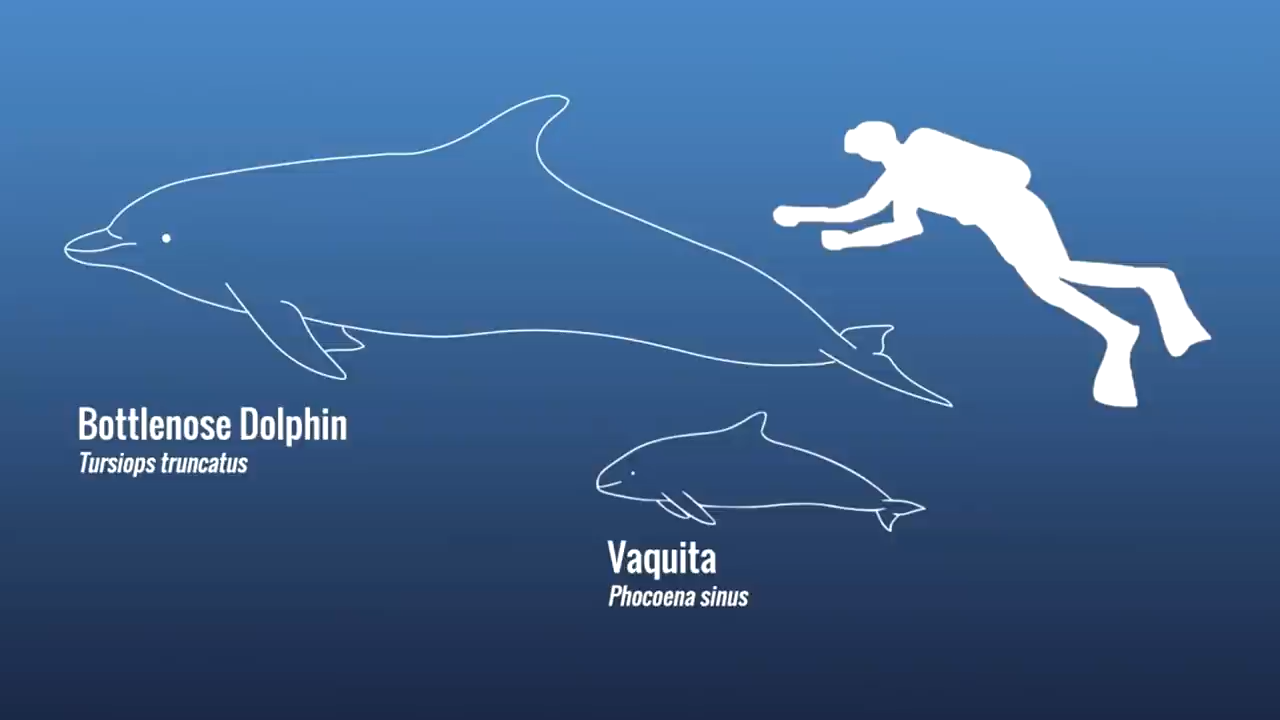 Bottlenose Dolphin
Tursiops truncatus
Vaquita
Phocoena sinus